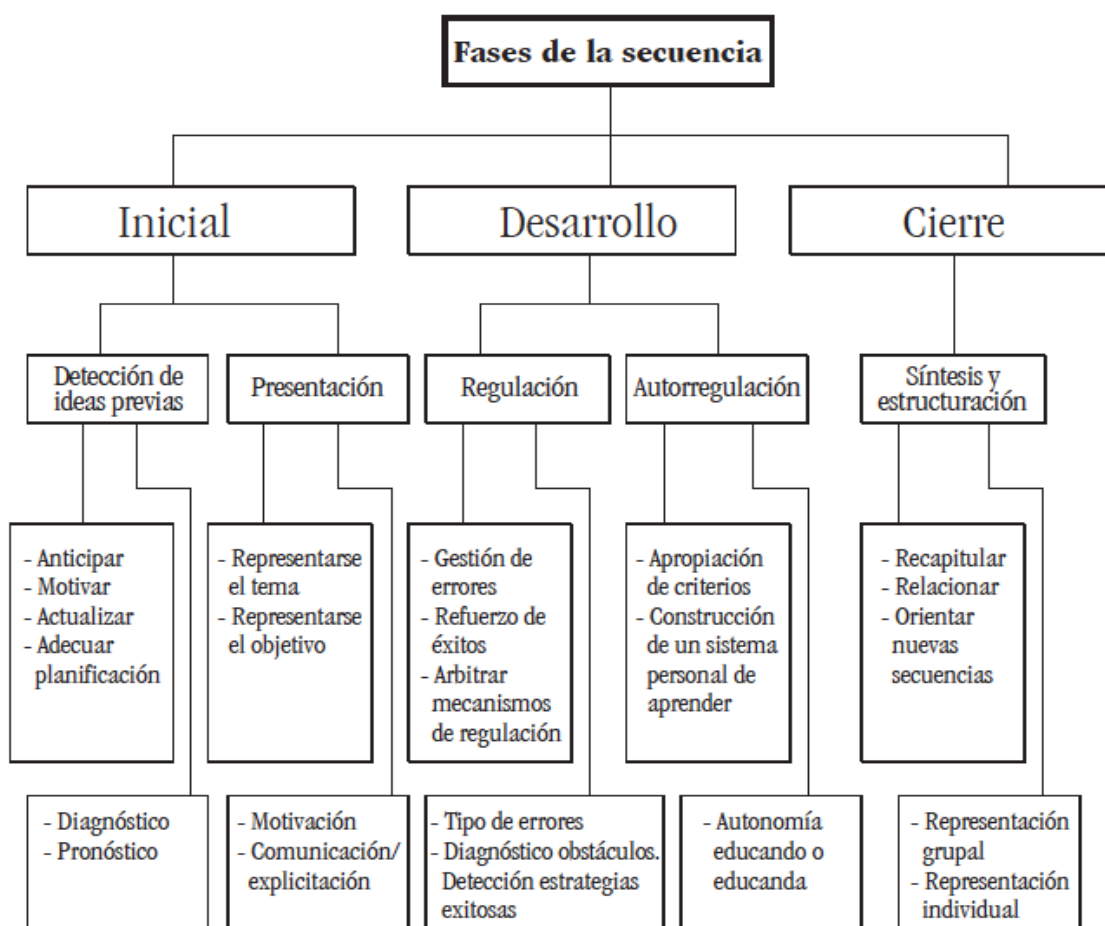 Fases de la secuencia
Inicial
Desarrollo
Cierre
Detección de
ideas previas
Presentación
Regulación
Autorregulación
Síntesis y
estructuración
- Anticipar
- Motivar
- Actualizar
- Adecuar
planificación
- Representarse
el tema
- Representarse
el objetivo
- Gestión de
errores
- Refuerzo de
éxitos
- Arbitrar
mecanismos
de regulación
- Apropiación
de criterios
- Construcción
de un sistema
personal de
aprender
- Recapitular
- Relacionar
- Orientar
nuevas
secuencias
- Diagnóstico
- Pronóstico
- Motivación
- Comunicación/
explicitación
- Tipo de errores
- Diagnóstico obstáculos.
Detección estrategias
exitosas
- Autonomía
educando o
educanda
- Representación
grupal
- Representación
individual